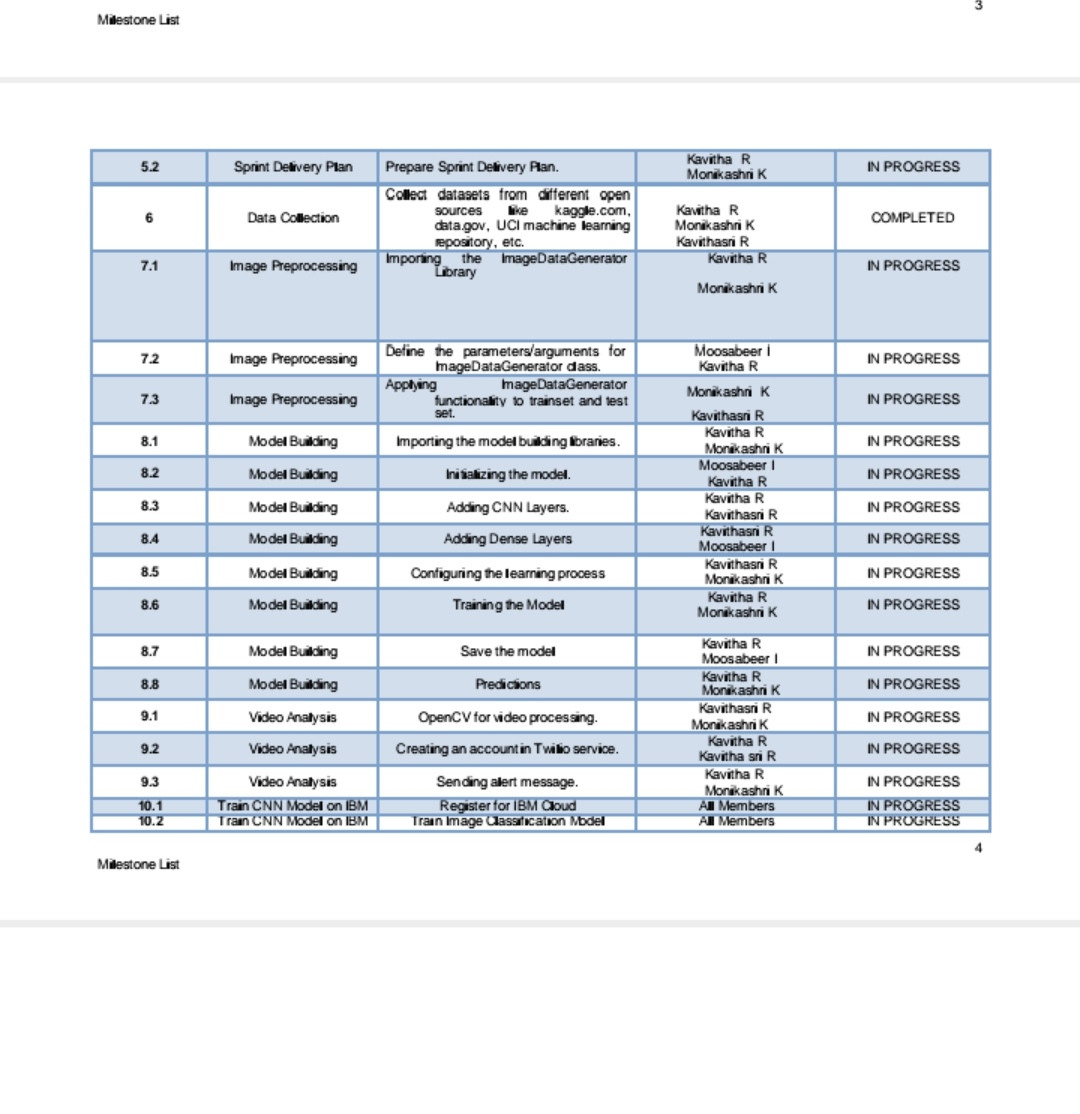 3
Milestone List
5.2 Sprint Delivery Plan Prepare Sprint Delivery Plan. Kavitha R
Monikashri K IN PROGRESS
6 Data Collection Collect datasets from different open
sources like kaggle.com,
data.gov, UCI machine learning
repository, etc. Kavitha R
Monikashri K
Kavithasri R COMPLETED
7.1 Image Preprocessing Importing the ImageDataGenerator
Library Kavitha R
Monikashri K IN PROGRESS
7.2 Image Preprocessing Define the parameters/arguments for
ImageDataGenerator class. Moosabeer I
Kavitha R IN PROGRESS
7.3 Image Preprocessing Applying ImageDataGenerator
functionality to trainset and test
set. Monikashri K
Kavithasri R IN PROGRESS
8.1 Model Building Importing the model building libraries. Kavitha R
Monikashri K IN PROGRESS
8.2 Model Building Initializing the model. Moosabeer I
Kavitha R IN PROGRESS
8.3 Model Building Adding CNN Layers. Kavitha R
Kavithasri R IN PROGRESS
8.4 Model Building Adding Dense Layers Kavithasri R
Moosabeer I IN PROGRESS
8.5 Model Building Configuring the learning process Kavithasri R
Monikashri K IN PROGRESS
8.6 Model Building Training the Model Kavitha R
Monikashri K IN PROGRESS
8.7 Model Building Save the model Kavitha R
Moosabeer I IN PROGRESS
8.8 Model Building Predictions Kavitha R
Monikashri K IN PROGRESS
9.1 Video Analysis OpenCV for video processing. Kavithasri R
Monikashri K IN PROGRESS
9.2 Video Analysis Creating an account in Twilio service. Kavitha R
Kavitha sri R IN PROGRESS
9.3 Video Analysis Sending alert message. Kavitha R
Monikashri K IN PROGRESS
10.1 Train CNN Model on IBM Register for IBM Cloud All Members IN PROGRESS
10.2 Train CNN Model on IBM Train Image Classification Model All Members IN PROGRESS
4
Milestone List